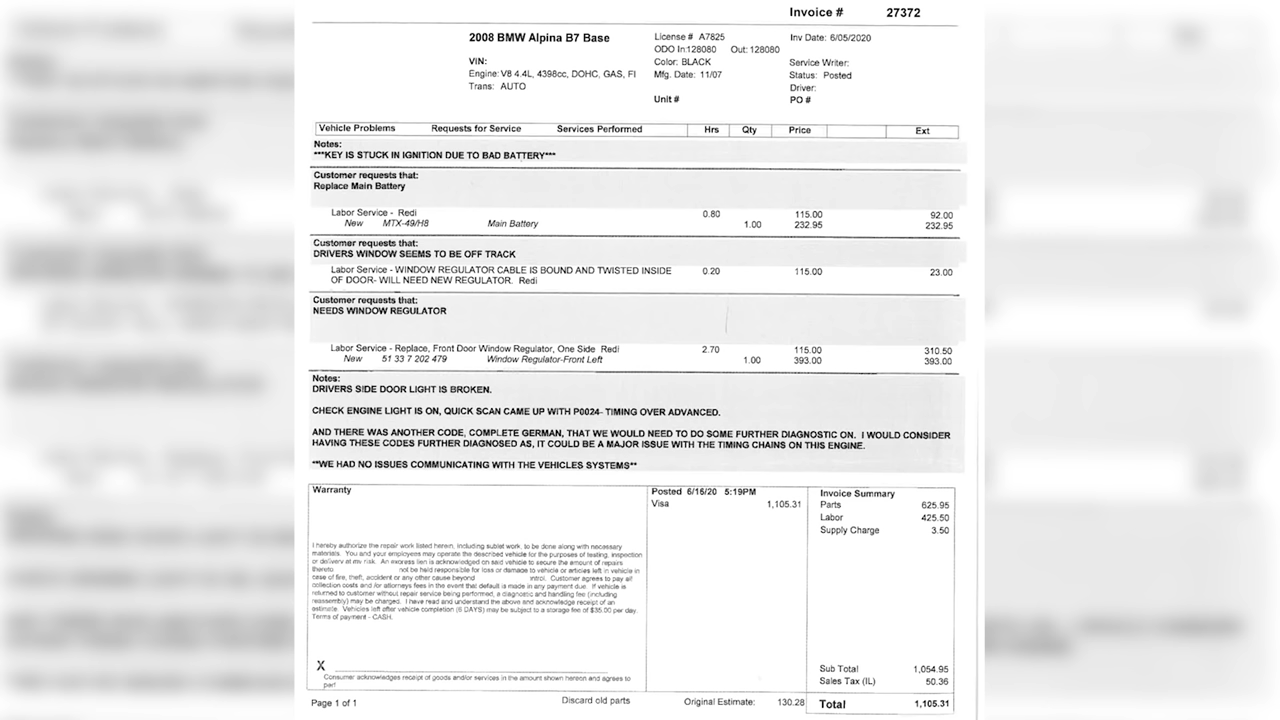 Invoice # 27372
2008 BMW Alpina B7 Base
License # A7825
Inv Date: 6/05/2020
ODO In:128080 Out:128080
VIN:
Color: BLACK
Service Writer:
Engine: V8 4.4L, 4398cc, DOHC, GAS, FI
Mfg. Date: 11/07
Status: Posted
Trans: AUTO
Driver:
Unit #
PO #
Vehicle Problems Requests for Service Services Performed Hrs Qty Price Ext
Notes:
***KEY IS STUCK IN IGNITION DUE TO BAD BATTERY***
Customer requests that:
Replace Main Battery
Labor Service - Redi 0.80 115.00 92.00
New MTX-49/H8 Main Battery 1.00 232.95 232.95
Customer requests that:
DRIVERS WINDOW SEEMS TO BE OFF TRACK
Labor Service - WINDOW REGULATOR CABLE IS BOUND AND TWISTED INSIDE 0.20 115.00 23.00
OF DOOR- WILL NEED NEW REGULATOR. Redi
Customer requests that:
NEEDS WINDOW REGULATOR
Labor Service - Replace, Front Door Window Regulator, One Side Redi 2.70 115.00 310.50
New 51 33 7 202 479 Window Regulator-Front Left 1.00 393.00 393.00
Notes:
DRIVERS SIDE DOOR LIGHT IS BROKEN.
CHECK ENGINE LIGHT IS ON, QUICK SCAN CAME UP WITH P0024- TIMING OVER ADVANCED.
AND THERE WAS ANOTHER CODE, COMPLETE GERMAN, THAT WE WOULD NEED TO DO SOME FURTHER DIAGNOSTIC ON. I WOULD CONSIDER
HAVING THESE CODES FURTHER DIAGNOSED AS, IT COULD BE A MAJOR ISSUE WITH THE TIMING CHAINS ON THIS ENGINE.
**WE HAD NO ISSUES COMMUNICATING WITH THE VEHICLES SYSTEMS**
Warranty
I hereby authorize the repair work listed herein, including sublet work, to be done along with necessary
materials. You and your employees may operate the described vehicle for the purposes of testing, inspection
or delivery at my risk. An express lien is acknowledged on said vehicle to secure the amount of repairs
thereto not be held responsible for loss or damage to vehicle or articles left in vehicle in
case of fire, theft, accident or any other cause beyond ntrol. Customer agrees to pay all
collection costs and /or attorneys fees in the event that default is made in any payment due. If vehicle is
returned to customer without repair service being performed, a diagnostic and handling fee (including
reassembly) may be charged. I have read and understand the above and acknowledge receipt of an
estimate. Vehicles left after vehicle completion (6 DAYS) may be subject to a storage fee of $35.00 per day.
Terms of payment - CASH.
X
Consumer acknowledges receipt of goods and/or services in the amount shown hereon and agrees to
part
Posted 6/16/20 5:19PM
Visa 1,105.31
Invoice Summary
Parts 625.95
Labor 425.50
Supply Charge 3.50
Sub Total 1,054.95
Sales Tax (IL) 50.36
Page 1 of 1 Discard old parts Original Estimate: 130.28 Total 1,105.31